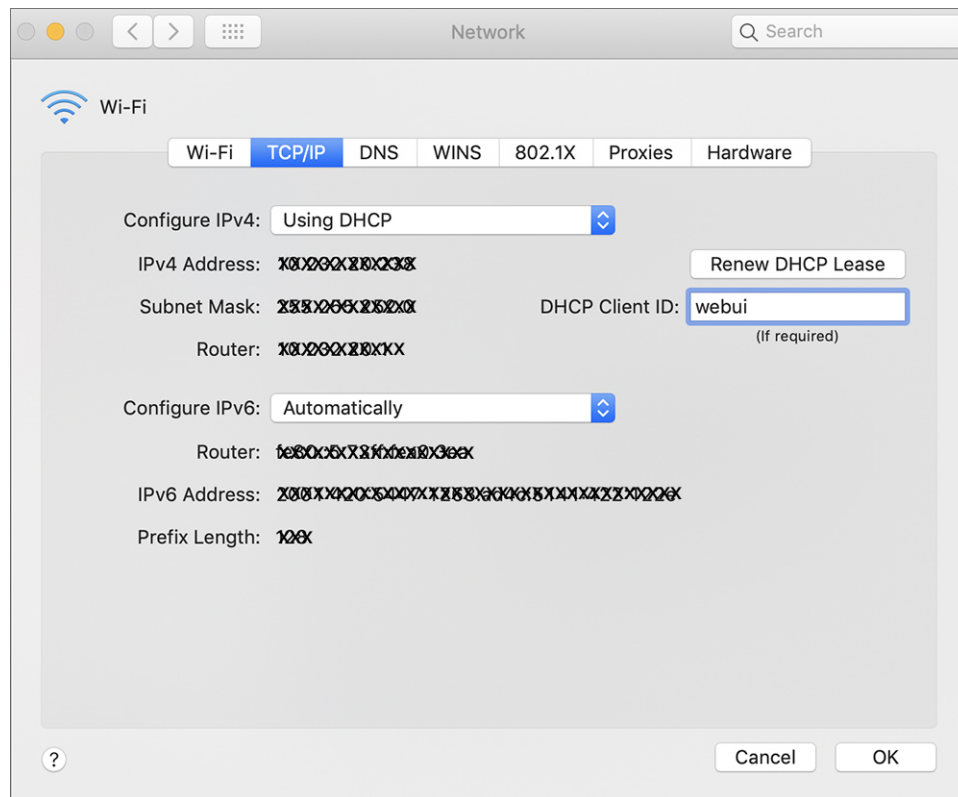 Network
Search
Wi-Fi
Wi-Fi TCP/IP DNS WINS 802.1X Proxies Hardware
Configure IPv4: Using DHCP
IPv4 Address:
Renew DHCP Lease
Subnet Mask:
DHCP Client ID: webui
(If required)
Router:
Configure IPv6: Automatically
Router:
IPv6 Address:
Prefix Length:
?
Cancel OK